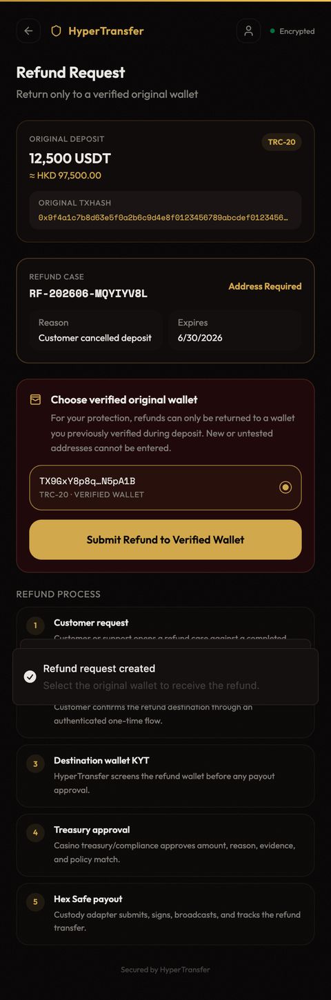 HyperTransfer
Encrypted
Refund Request
Return only to a verified original wallet
ORIGINAL DEPOSIT
TRC-20
12,500 USDT
≈ HKD 97,500.00
ORIGINAL TXHASH
0x9f4a1c7b8d63e5f0a2b6c9d4e8f0123456789abcdef0123456…
REFUND CASE
RF-202606-MQYIYV8L
Address Required
Reason
Customer cancelled deposit
Expires
6/30/2026
Choose verified original wallet
For your protection, refunds can only be returned to a wallet
you previously verified during deposit. New or untested
addresses cannot be entered.
TX9GxY8p8q…N5pA1B
TRC-20 · VERIFIED WALLET
Submit Refund to Verified Wallet
REFUND PROCESS
1
Customer request
Customer or support opens a refund case against a completed
Refund request created
Select the original wallet to receive the refund.
Customer confirms the refund destination through an
authenticated one-time flow.
3
Destination wallet KYT
HyperTransfer screens the refund wallet before any payout
approval.
4
Treasury approval
Casino treasury/compliance approves amount, reason, evidence,
and policy match.
5
Hex Safe payout
Custody adapter submits, signs, broadcasts, and tracks the refund
transfer.
Secured by HyperTransfer